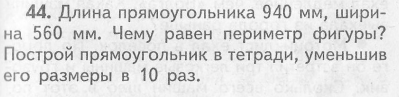 44. Длина прямоугольника 940 мм, шири-
на 560 мм. Чему равен периметр фигуры?
Построй прямоугольник в тетради, уменьшив
его размеры в 10 раз.